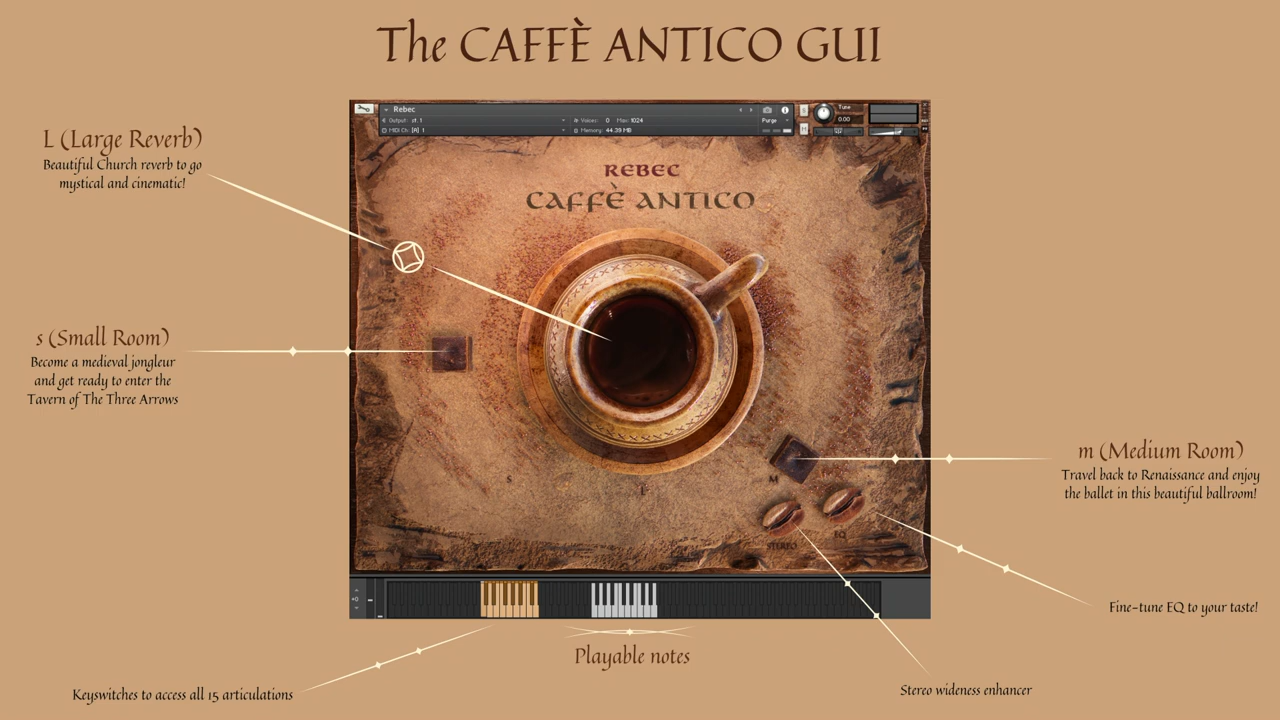 The CAFFÈ ANTICO GUI
Rebec
Output: st. 1
Voices: 0 Max: 1024
Purge
MIDI Ch: [A] 1
Memory: 44.39 MB
S
M
Tune
0.00
L (Large Reverb)
Beautiful Church reverb to go
mystical and cinematic!
REBEC
CAFFÈ ANTICO
s (Small Room)
Become a medieval jongleur
and get ready to enter the
Tavern of The Three Arrows
m (Medium Room)
Travel back to Renaissance and enjoy
the ballet in this beautiful ballroom!
S
L
M
STEREO
EQ
+0
Fine-tune EQ to your taste!
Playable notes
Keyswitches to access all 15 articulations
Stereo wideness enhancer